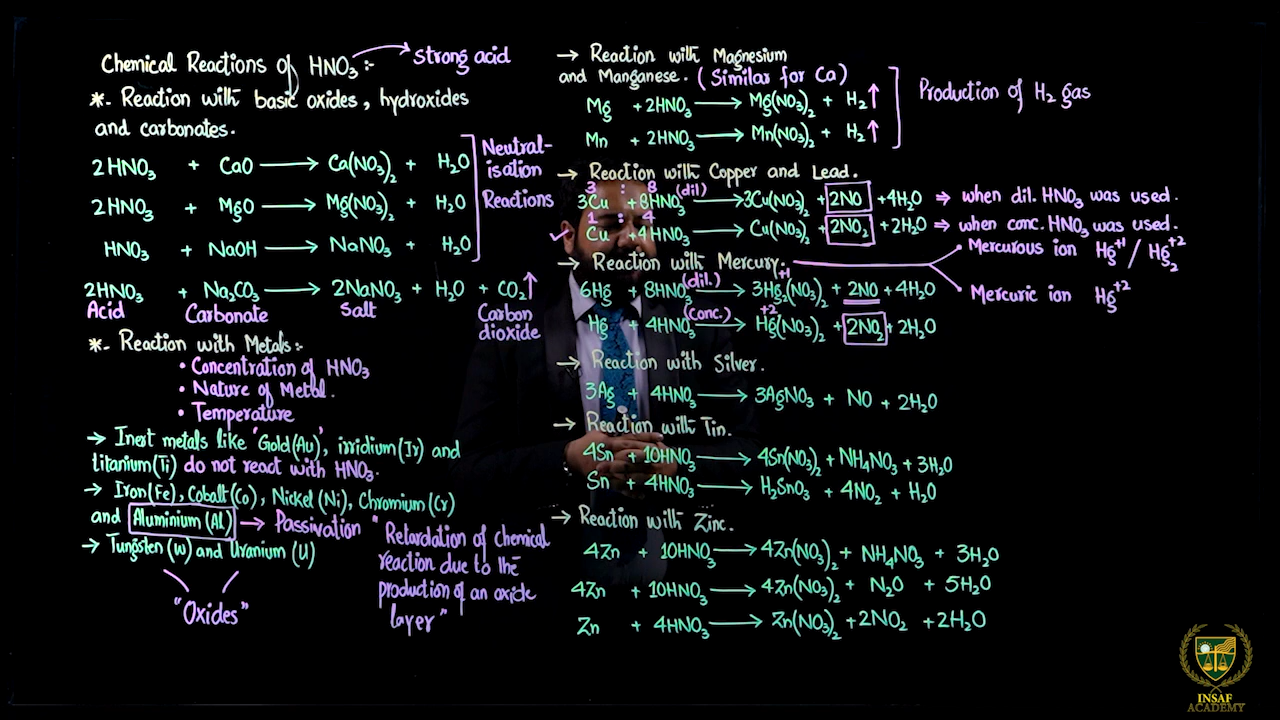 Chemical Reactions of HNO₃ :- → Strong acid
*. Reaction with basic oxides, hydroxides
and carbonates.
2HNO₃ + CaO → Ca(NO₃)₂ + H₂O
2HNO₃ + MgO → Mg(NO₃)₂ + H₂O
HNO₃ + NaOH → NaNO₃ + H₂O
Neutral-
isation
Reactions
2HNO₃ + Na₂CO₃ → 2NaNO₃ + H₂O + CO₂↑
Acid Carbonate Salt Carbon
dioxide
*. Reaction with Metals :-
• Concentration of HNO₃
• Nature of Metal.
• Temperature
→ Inert metals like 'Gold(Au)', irridium(Ir) and
titanium(Ti) do not react with HNO₃.
→ Iron(Fe), Cobalt(Co), Nickel(Ni), Chromium(Cr)
and Aluminium(Al) → Passivation
"Retardation of chemical
reaction due to the
production of an oxide
layer"
→ Tungsten(W) and Uranium(U)
"Oxides"
→ Reaction with Magnesium
and Manganese. (Similar for Ca)
Mg + 2HNO₃ → Mg(NO₃)₂ + H₂↑
Mn + 2HNO₃ → Mn(NO₃)₂ + H₂↑
Production of H₂ gas
→ Reaction with Copper and Lead.
3 : 8 (dil)
3Cu + 8HNO₃ → 3Cu(NO₃)₂ + 2NO + 4H₂O ⇒ when dil. HNO₃ was used.
1 : 4
Cu + 4HNO₃ → Cu(NO₃)₂ + 2NO₂ + 2H₂O ⇒ when conc. HNO₃ was used.
→ Reaction with Mercury.
• Mercurous ion Hg⁺¹ / Hg₂⁺²
• Mercuric ion Hg⁺²
(dil.) +1
6Hg + 8HNO₃ → 3Hg₂(NO₃)₂ + 2NO + 4H₂O
(conc.) +2
Hg + 4HNO₃ → Hg(NO₃)₂ + 2NO₂ + 2H₂O
→ Reaction with Silver.
3Ag + 4HNO₃ → 3AgNO₃ + NO + 2H₂O
→ Reaction with Tin.
4Sn + 10HNO₃ → 4Sn(NO₃)₂ + NH₄NO₃ + 3H₂O
Sn + 4HNO₃ → H₂SnO₃ + 4NO₂ + H₂O
→ Reaction with Zinc.
4Zn + 10HNO₃ → 4Zn(NO₃)₂ + NH₄NO₃ + 3H₂O
4Zn + 10HNO₃ → 4Zn(NO₃)₂ + N₂O + 5H₂O
Zn + 4HNO₃ → Zn(NO₃)₂ + 2NO₂ + 2H₂O
INSAF
ACADEMY